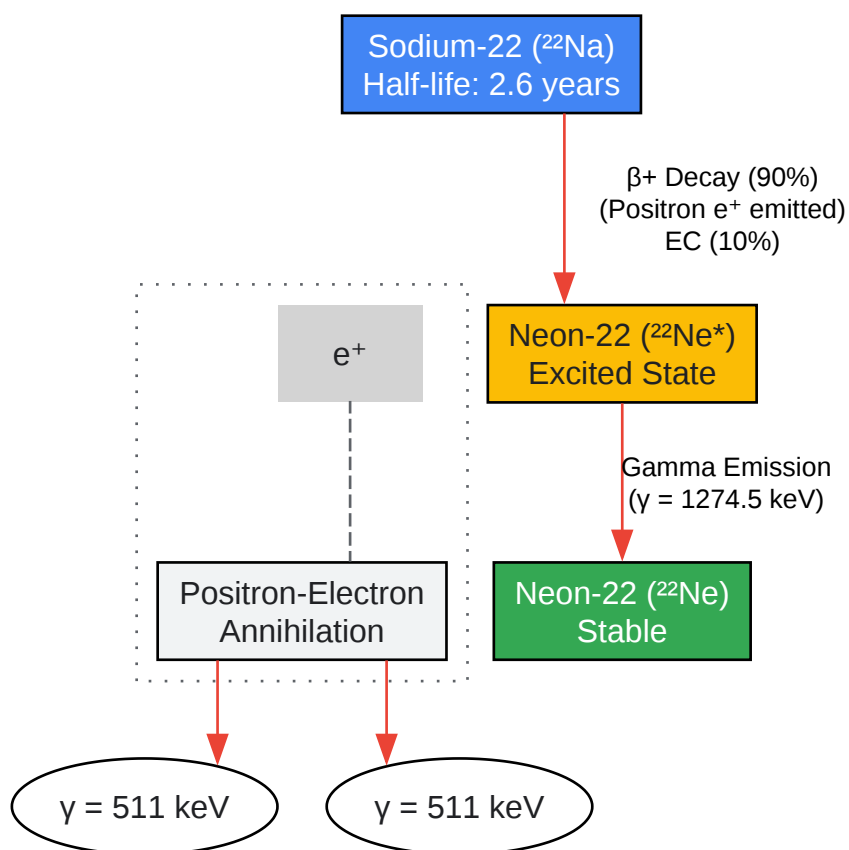 Sodium-22 (²²Na)
Half-life: 2.6 years
β+ Decay (90%)
(Positron e⁺ emitted)
EC (10%)
e⁺
Neon-22 (²²Ne*)
Excited State
Gamma Emission
(γ = 1274.5 keV)
Positron-Electron
Annihilation
Neon-22 (²²Ne)
Stable
γ = 511 keV
γ = 511 keV